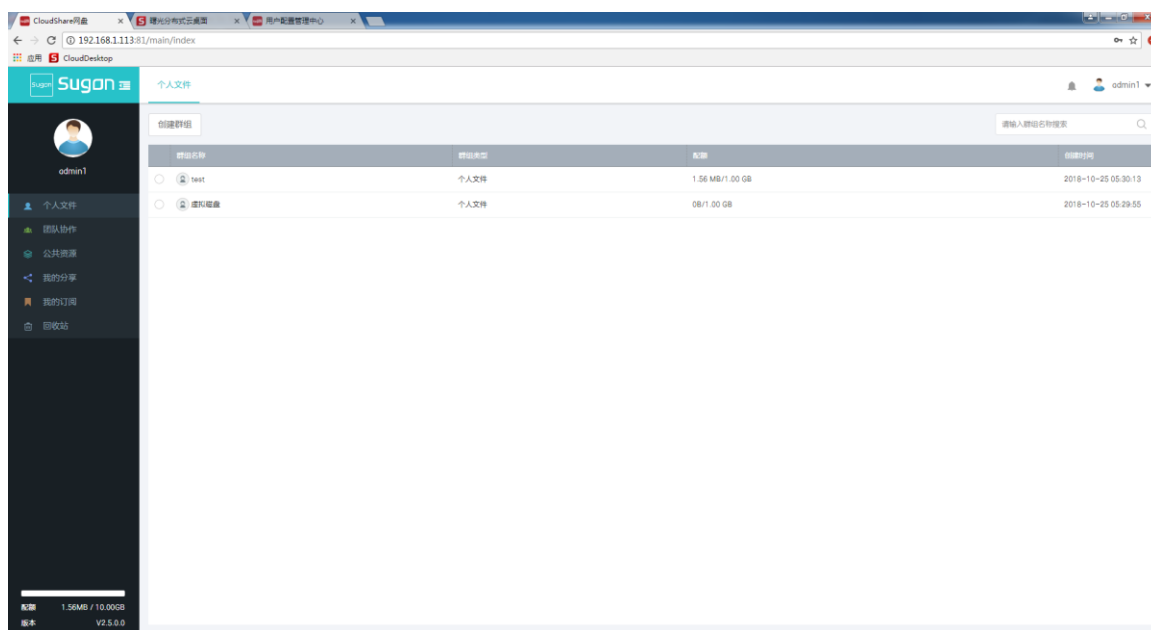 CloudShare网盘
曙光分布式云桌面
用户配置管理中心
192.168.1.113:81/main/index
应用 CloudDesktop
Sugon Sugon
个人文件
admin1
admin1
创建群组
请输入群组名称搜索
群组名称 群组类型 配额 创建时间
test 个人文件 1.56 MB/1.00 GB 2018-10-25 05:30:13
虚拟磁盘 个人文件 0B/1.00 GB 2018-10-25 05:29:55
个人文件
团队协作
公共资源
我的分享
我的订阅
回收站
配额 1.56MB / 10.00GB
版本 V2.5.0.0